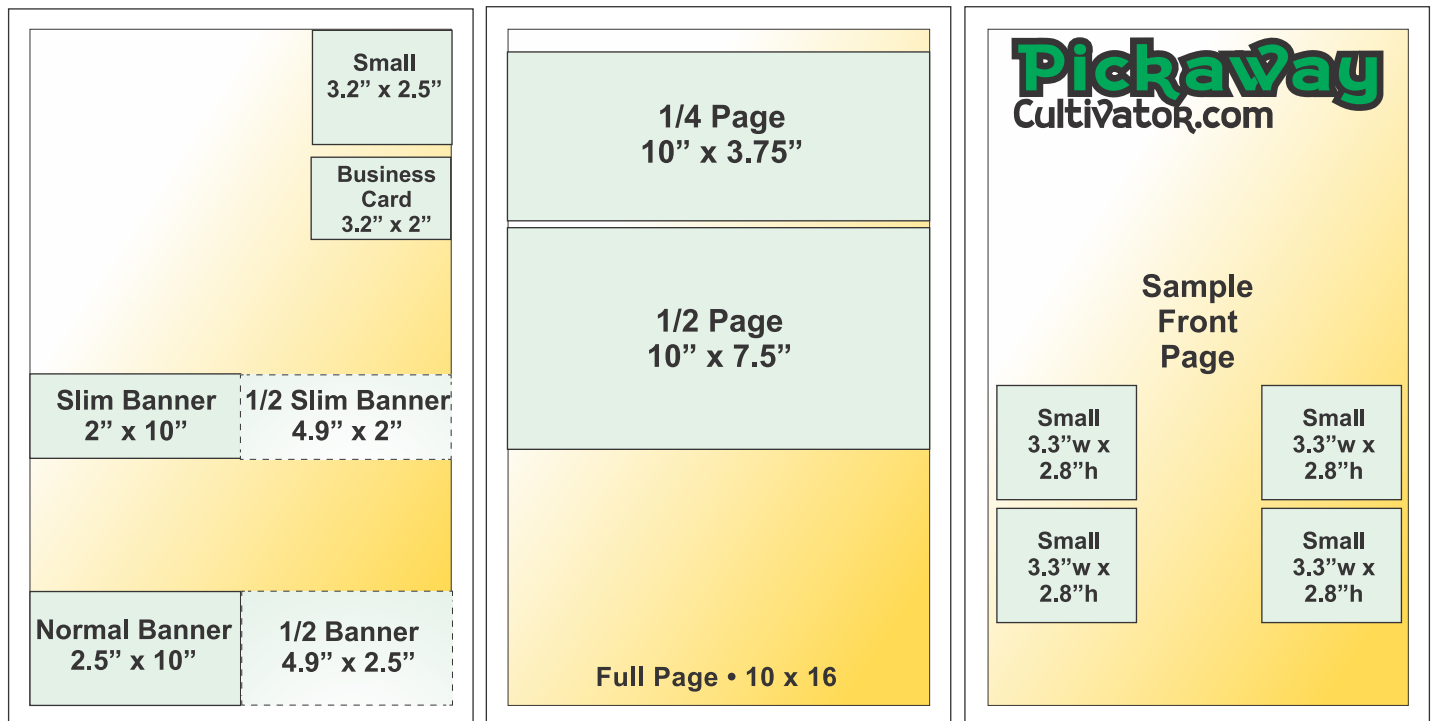 Small
3.2” x 2.5”
Business
Card
3.2” x 2”
Slim Banner
2” x 10”
1/2 Slim Banner
4.9” x 2”
Normal Banner
2.5” x 10”
1/2 Banner
4.9” x 2.5”
1/4 Page
10” x 3.75”
1/2 Page
10” x 7.5”
Full Page • 10 x 16
Pickaway
Cultivator.com
Sample
Front
Page
Small
3.3”w x
2.8”h
Small
3.3”w x
2.8”h
Small
3.3”w x
2.8”h
Small
3.3”w x
2.8”h